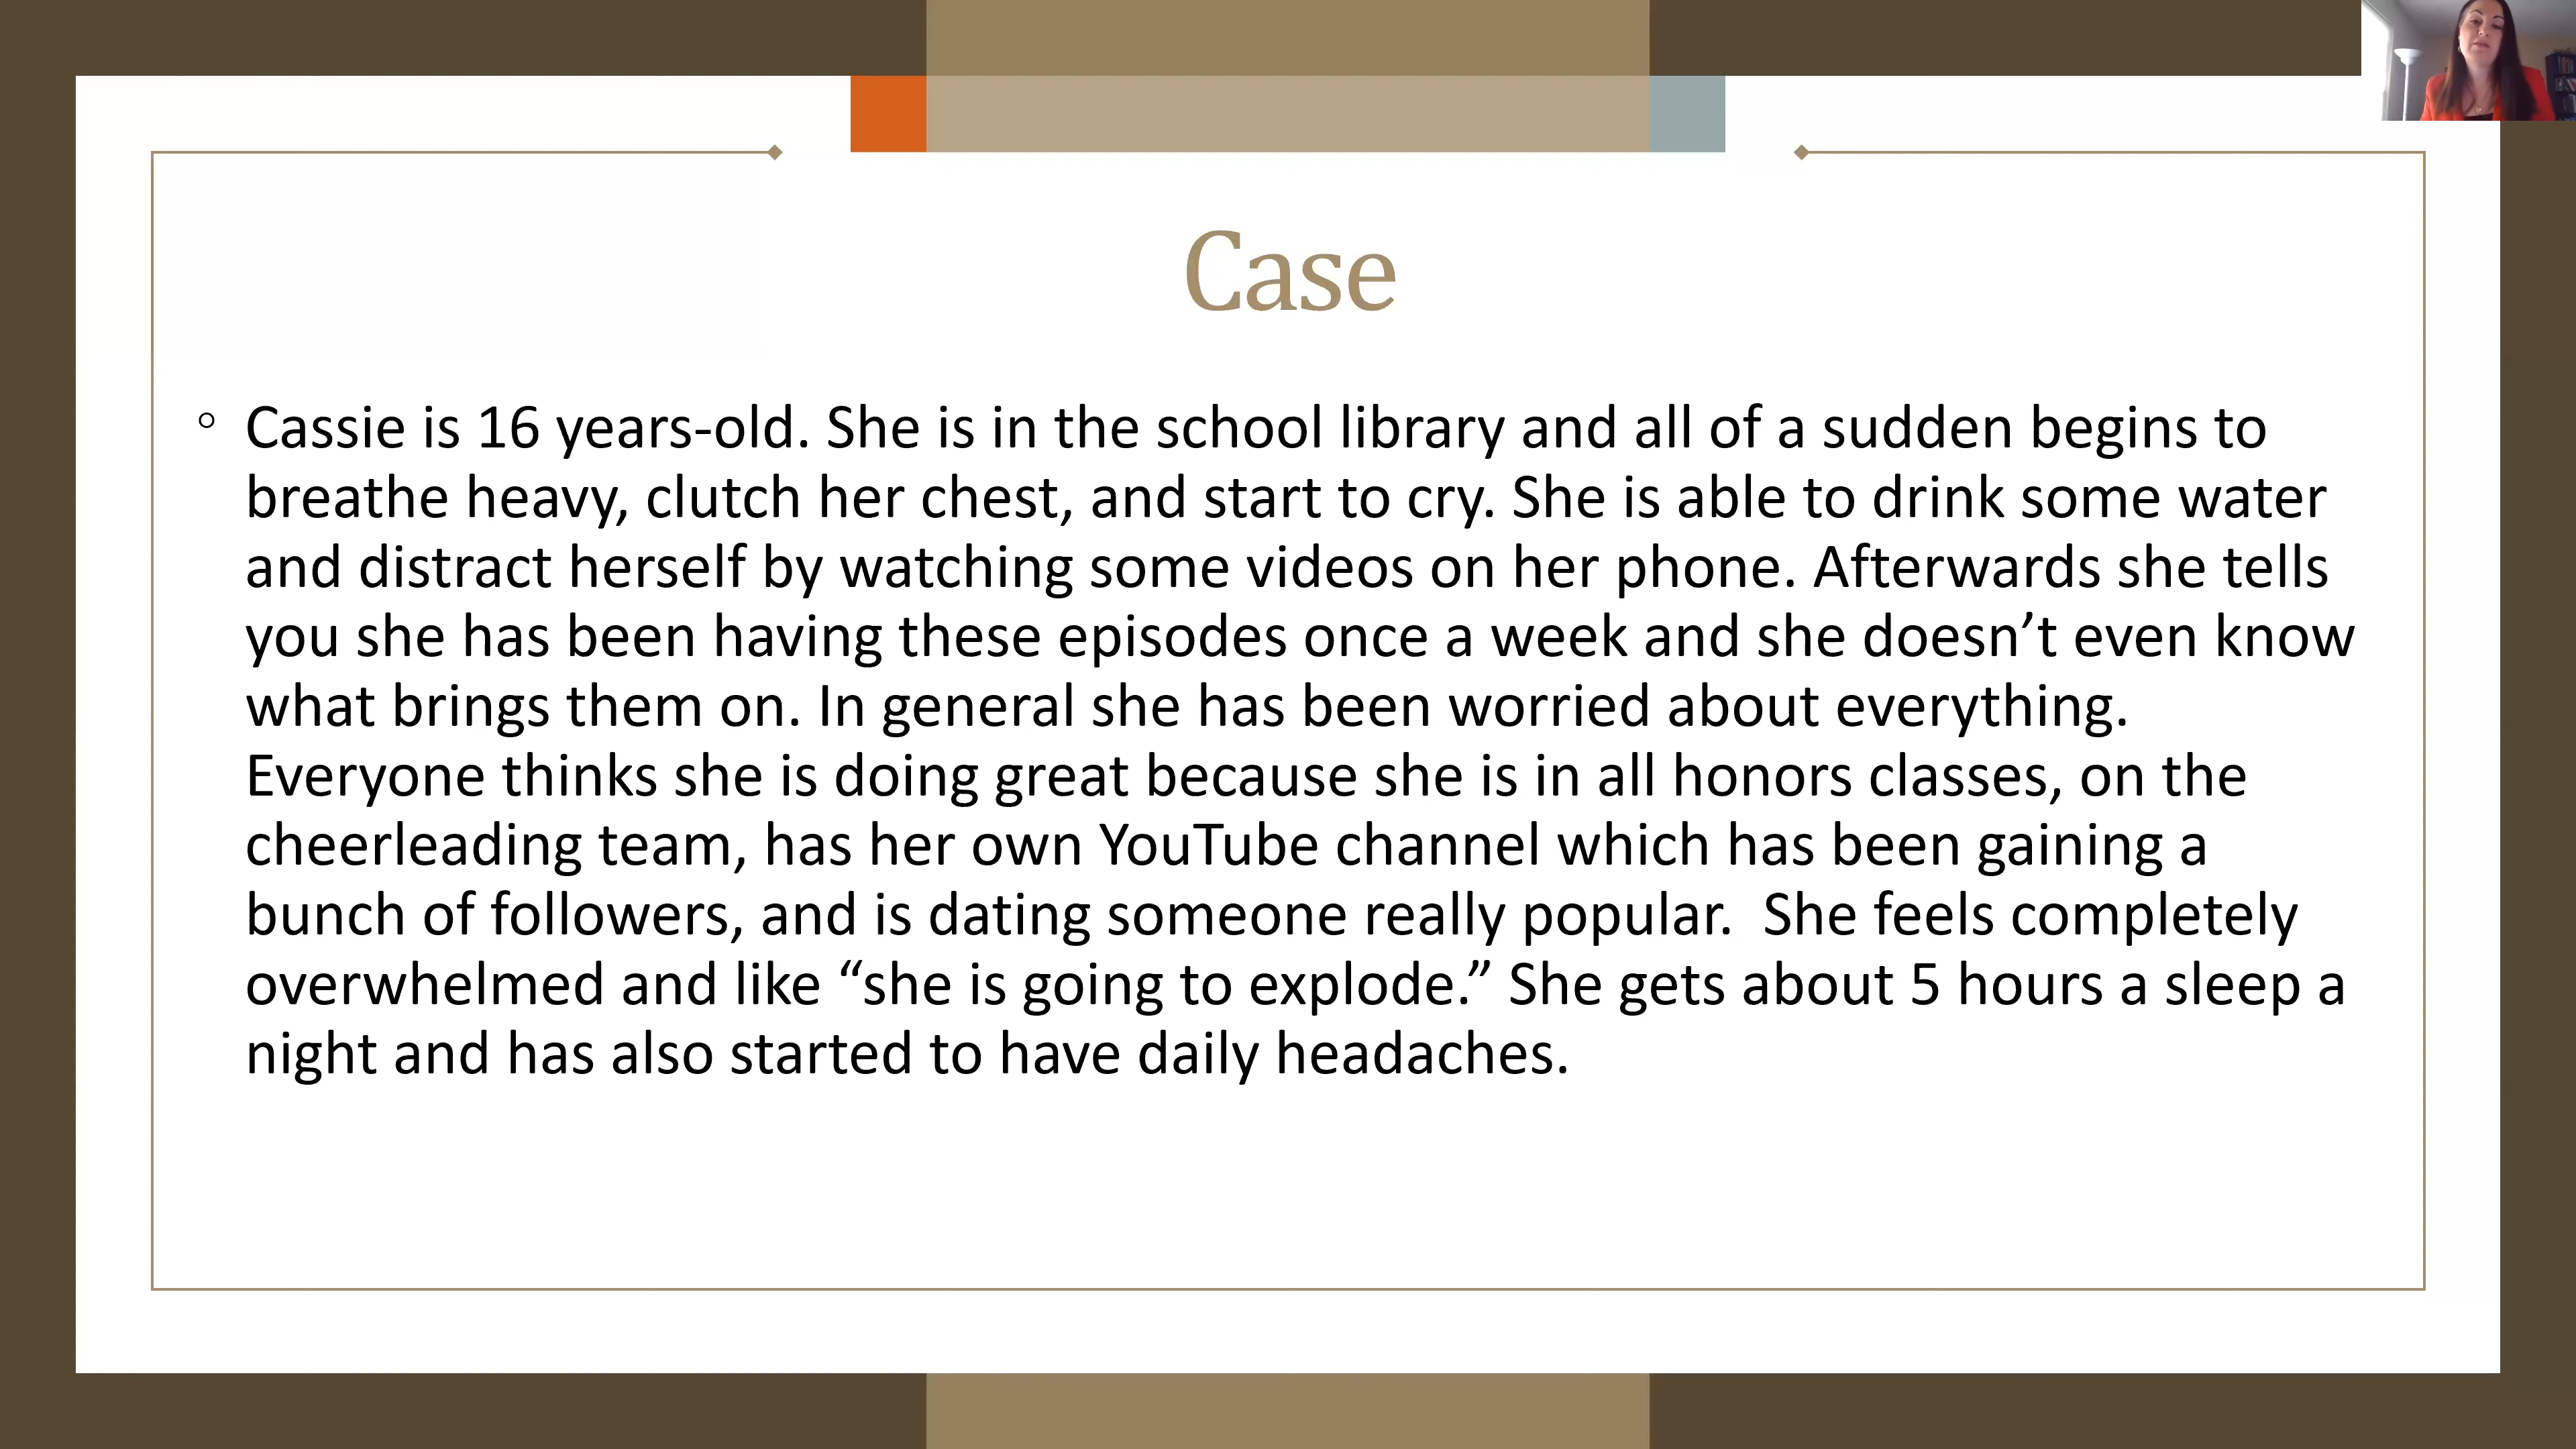 Case
Cassie is 16 years-old. She is in the school library and all of a sudden begins to
breathe heavy, clutch her chest, and start to cry. She is able to drink some water
and distract herself by watching some videos on her phone. Afterwards she tells
you she has been having these episodes once a week and she doesn’t even know
what brings them on. In general she has been worried about everything.
Everyone thinks she is doing great because she is in all honors classes, on the
cheerleading team, has her own YouTube channel which has been gaining a
bunch of followers, and is dating someone really popular.  She feels completely
overwhelmed and like “she is going to explode.” She gets about 5 hours a sleep a
night and has also started to have daily headaches.